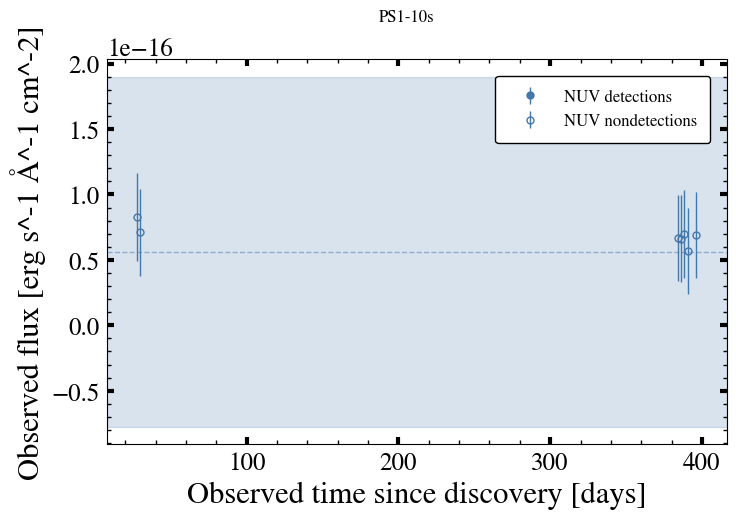 PS1-10s
1e−16
2.0
1.5
1.0
0.5
0.0
−0.5
Observed flux [erg s^-1 Å^-1 cm^-2]
NUV detections
NUV nondetections
100 200 300 400
Observed time since discovery [days]